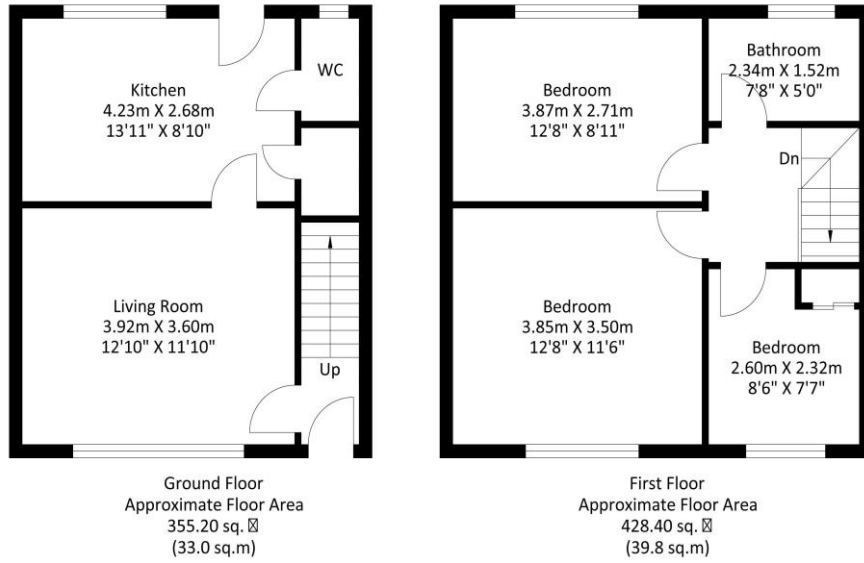 Kitchen
4.23m X 2.68m
13'11" X 8'10"
WC
Living Room
3.92m X 3.60m
12'10" X 11'10"
Up
Ground Floor
Approximate Floor Area
355.20 sq. 
(33.0 sq.m)
Bedroom
3.87m X 2.71m
12'8" X 8'11"
Bathroom
2.34m X 1.52m
7'8" X 5'0"
Dn
Bedroom
3.85m X 3.50m
12'8" X 11'6"
Bedroom
2.60m X 2.32m
8'6" X 7'7"
First Floor
Approximate Floor Area
428.40 sq. 
(39.8 sq.m)